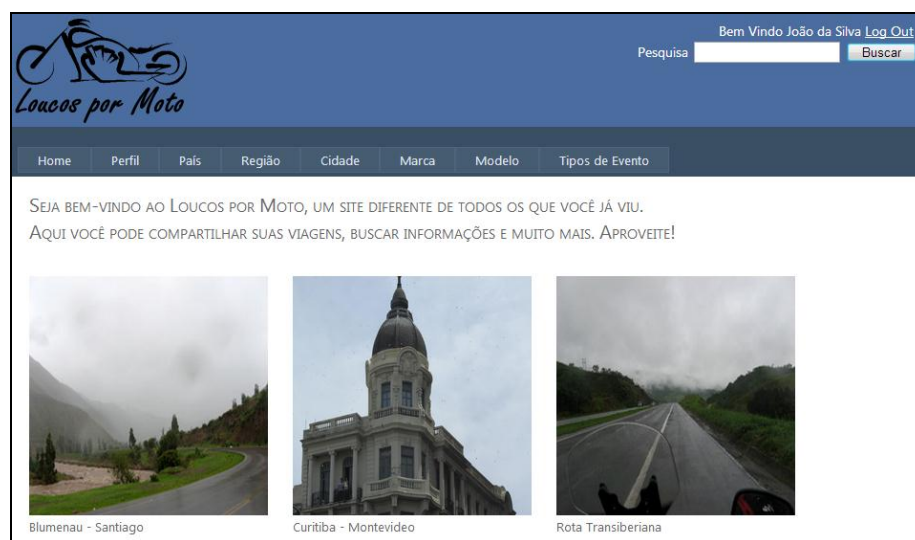 Bem Vindo João da Silva Log Out
Pesquisa Buscar
Loucos por Moto
Home Perfil País Região Cidade Marca Modelo Tipos de Evento
Seja bem-vindo ao Loucos por Moto, um site diferente de todos os que você já viu.
Aqui você pode compartilhar suas viagens, buscar informações e muito mais. Aproveite!
Blumenau - Santiago Curitiba - Montevídeo Rota Transiberiana